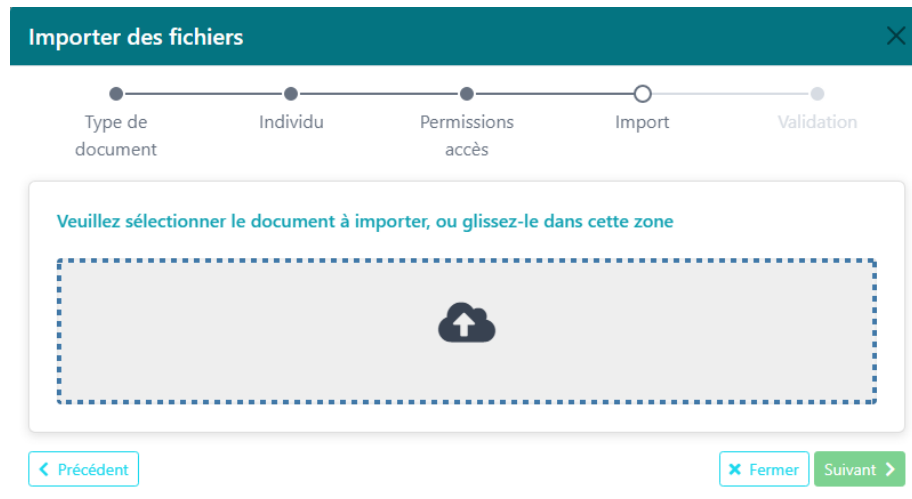 Importer des fichiers
Type de
document
Individu
Permissions
accès
Import
Validation
Veuillez sélectionner le document à importer, ou glissez-le dans cette zone
Précédent
Fermer
Suivant